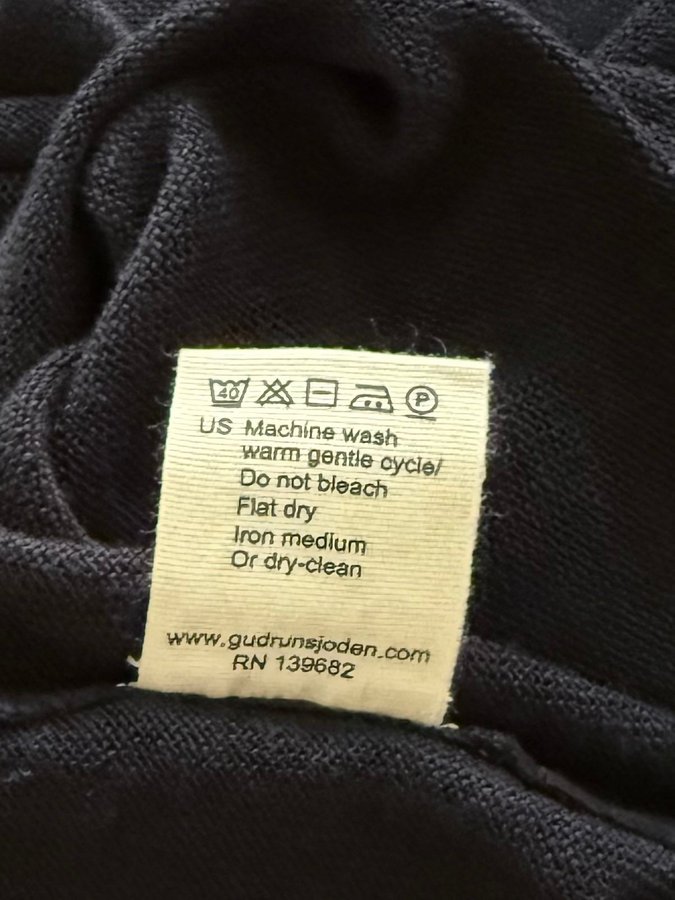 40 P
US Machine wash
warm gentle cycle/
Do not bleach
Flat dry
Iron medium
Or dry-clean
www.gudrunsjoden.com
RN 139682